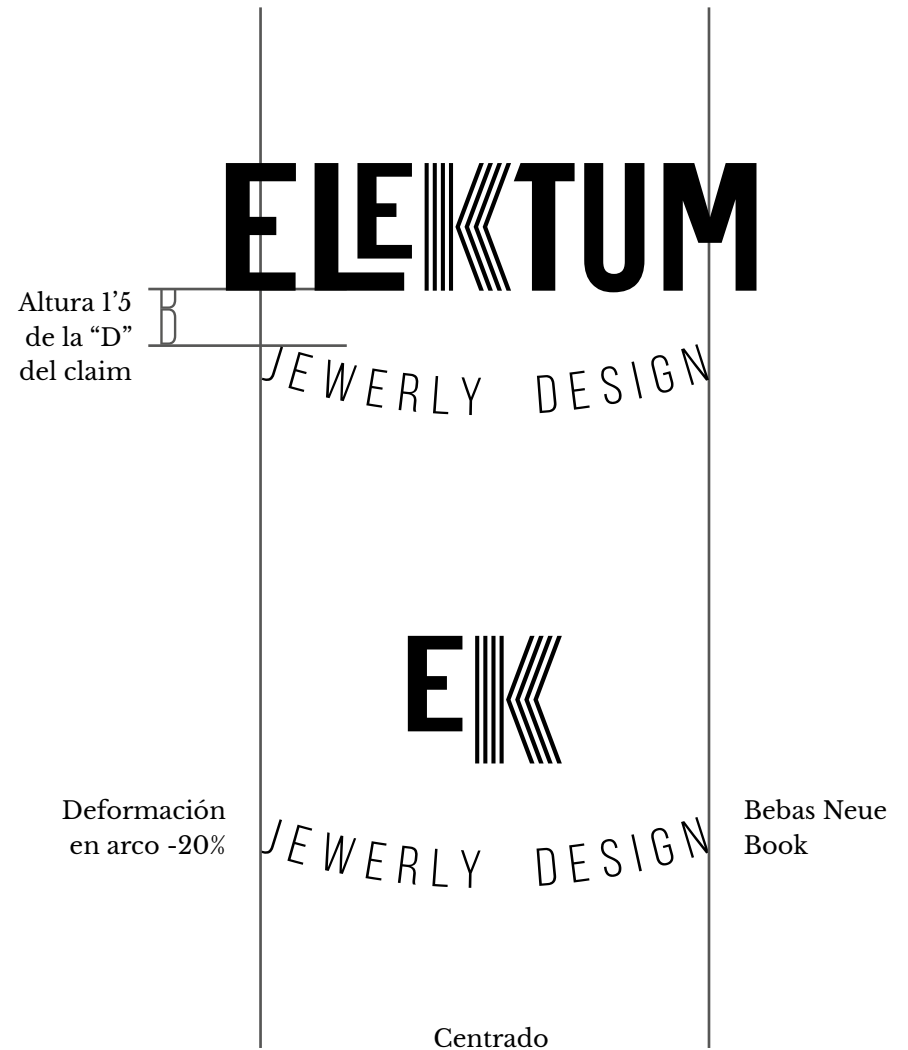 ELEKTUM
Altura 1’5
de la “D”
del claim
JEWERLY DESIGN
EK
Deformación
en arco -20%
JEWERLY DESIGN
Bebas Neue
Book
Centrado